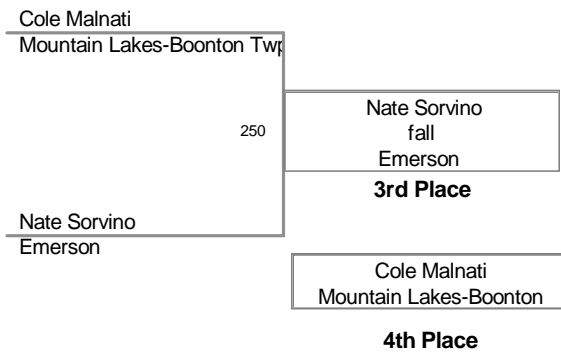 Cole Malnati
Mountain Lakes-Boonton Twp
250
Nate Sorvino
fall
Emerson
3rd Place
Nate Sorvino
Emerson
Cole Malnati
Mountain Lakes-Boonton
4th Place